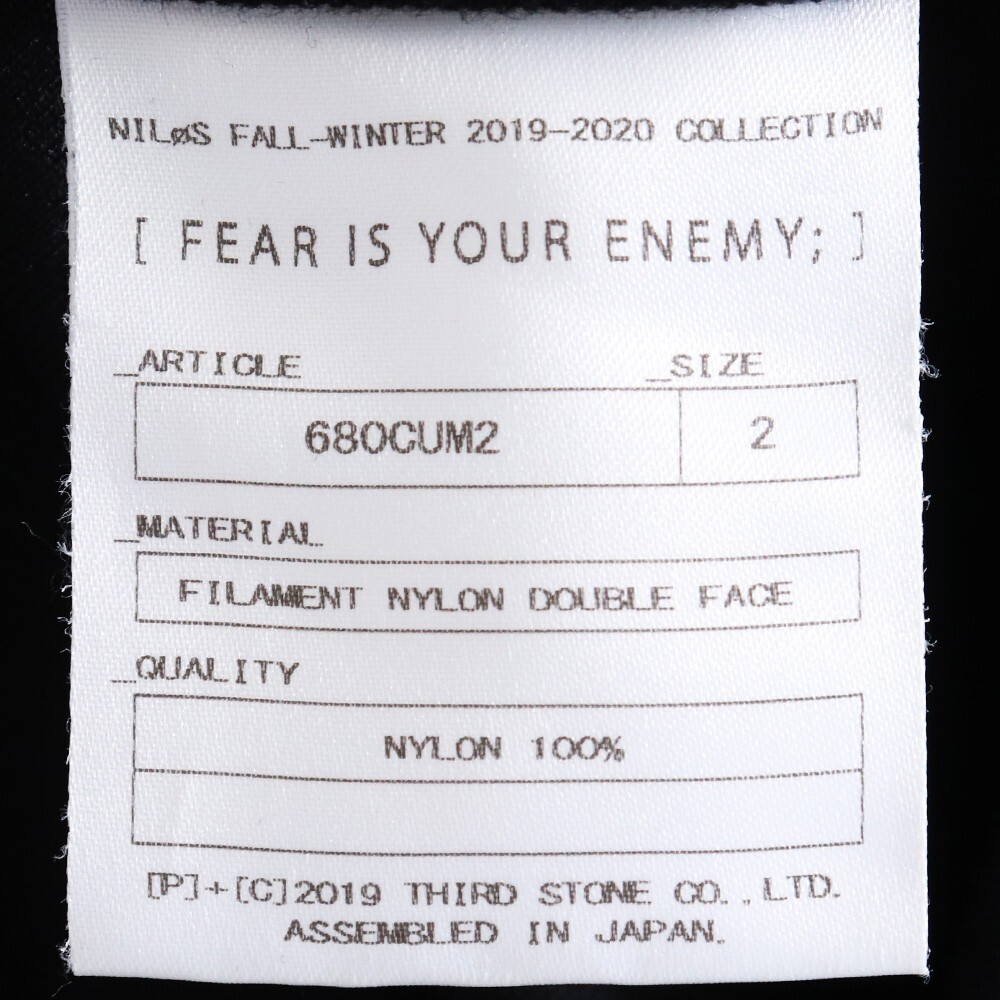 NILøS FALL-WINTER 2019-2020 COLLECTION
[ FEAR IS YOUR ENEMY; ]
_ARTICLE _SIZE
680CUM2 2
_MATERIAL
FILAMENT NYLON DOUBLE FACE
_QUALITY
NYLON 100%
[P]+[C]2019 THIRD STONE CO.,LTD.
ASSEMBLED IN JAPAN.